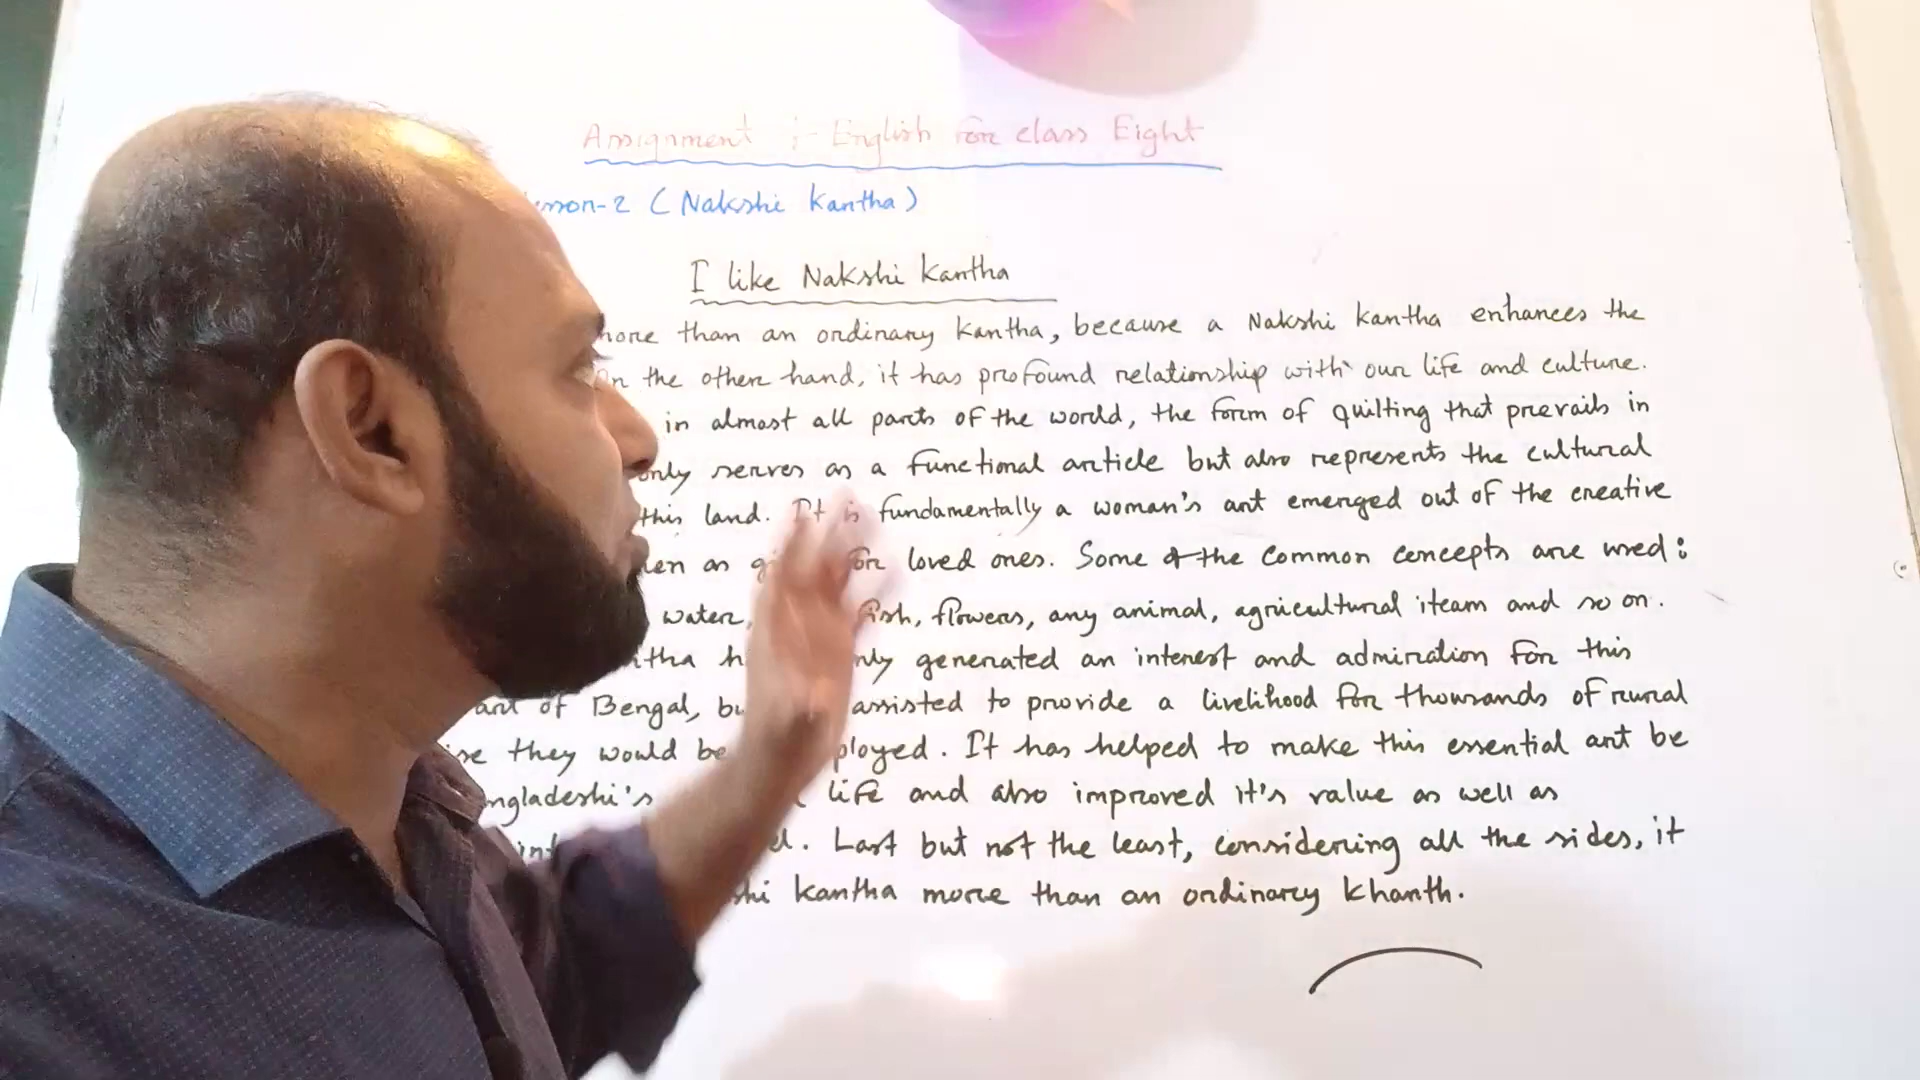 Assignment :- English for class Eight
Lesson-2 (Nakshi Kantha)
I like Nakshi Kantha
more than an ordinary Kantha, because a Nakshi kantha enhances the
On the other hand, it has profound relationship with our life and culture.
in almost all parts of the world, the form of quilting that prevails in
only serves as a functional article but also represents the cultural
this land. It is fundamentally a woman's art emerged out of the creative
as for loved ones. Some of the common concepts are used:
water, fish, flowers, any animal, agricultural iteam and so on.
generated an interest and admiration for this
art of Bengal, assisted to provide a livelihood for thousands of rural
they would be. It has helped to make this essential art be
life and also improved it's value as well as
Last but not the least, considering all the sides, it
kantha more than an ordinary khanth.